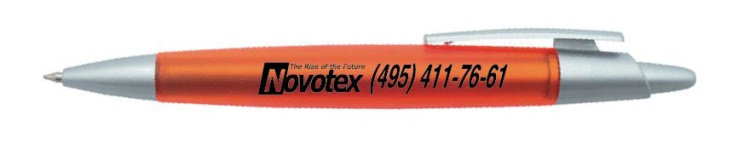 The Rise of the Future
Novotex (495) 411-76-61